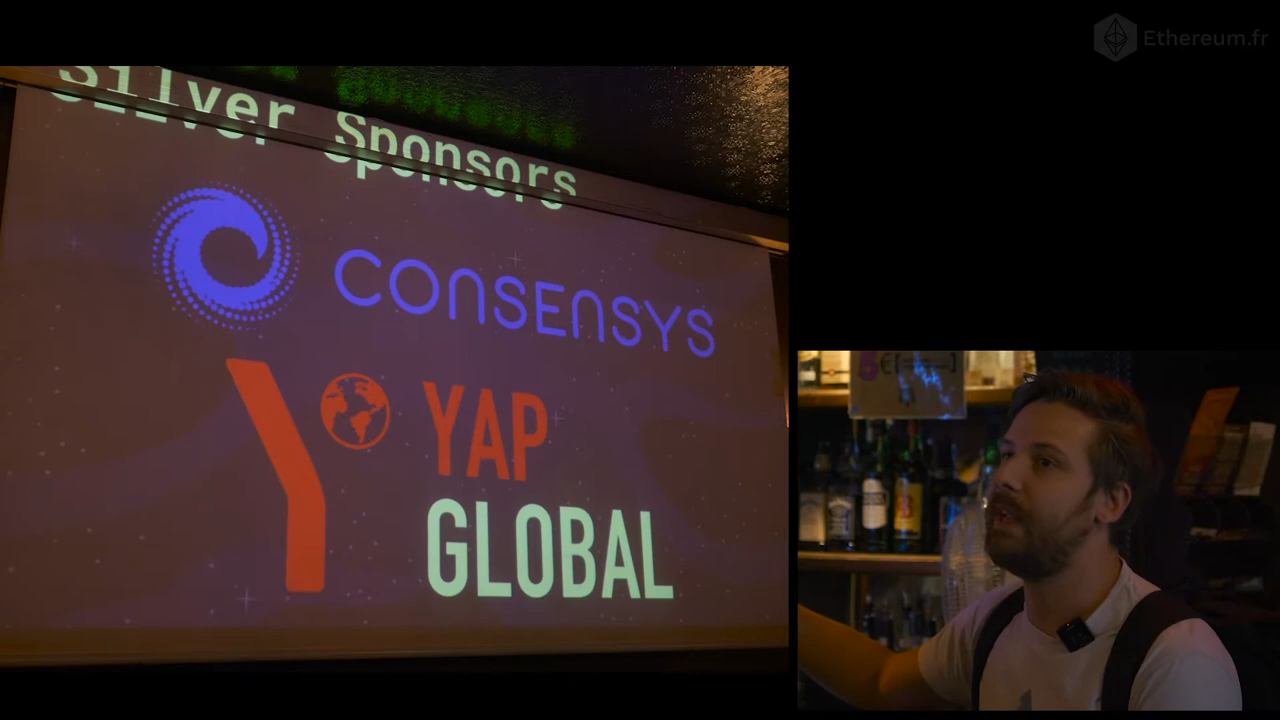 Ethereum.fr
Silver Sponsors
CONSENSYS
YAP
GLOBAL